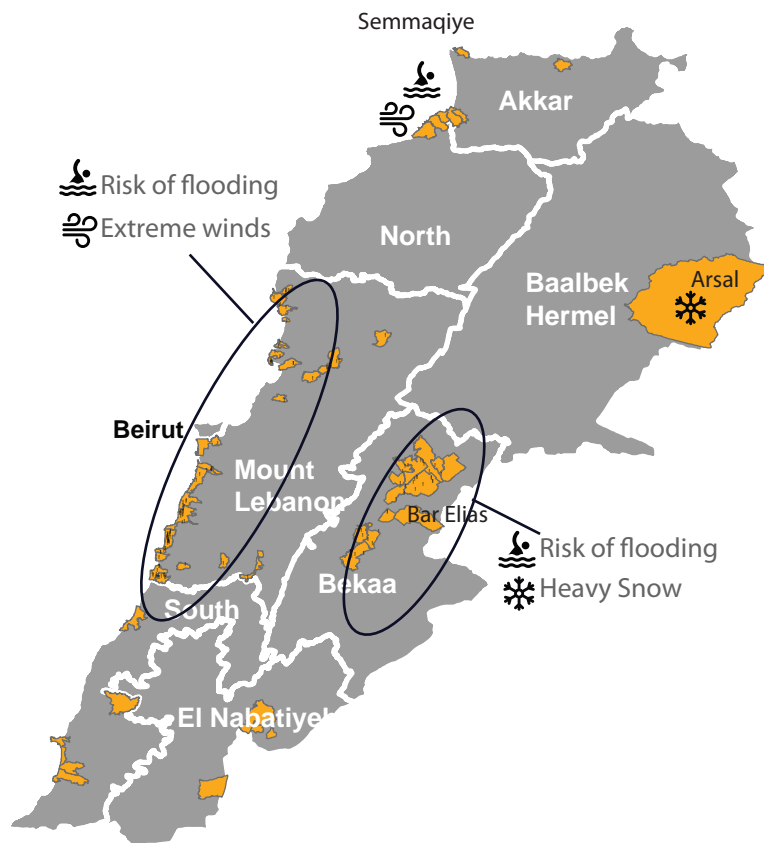 Semmaqiye
Akkar
Risk of flooding
Extreme winds
North
Arsal
Baalbek
Hermel
Beirut
Mount
Lebanon
Bar Elias
Risk of flooding
Heavy Snow
Bekaa
South
El Nabatiyeh